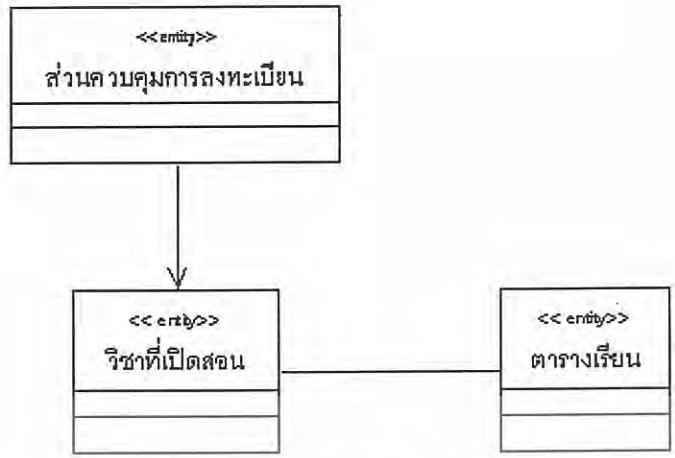 <<entity>>
ส่วนควบคุมการลงทะเบียน
<<entity>>
วิชาที่เปิดสอน
<<entity>>
ตารางเรียน